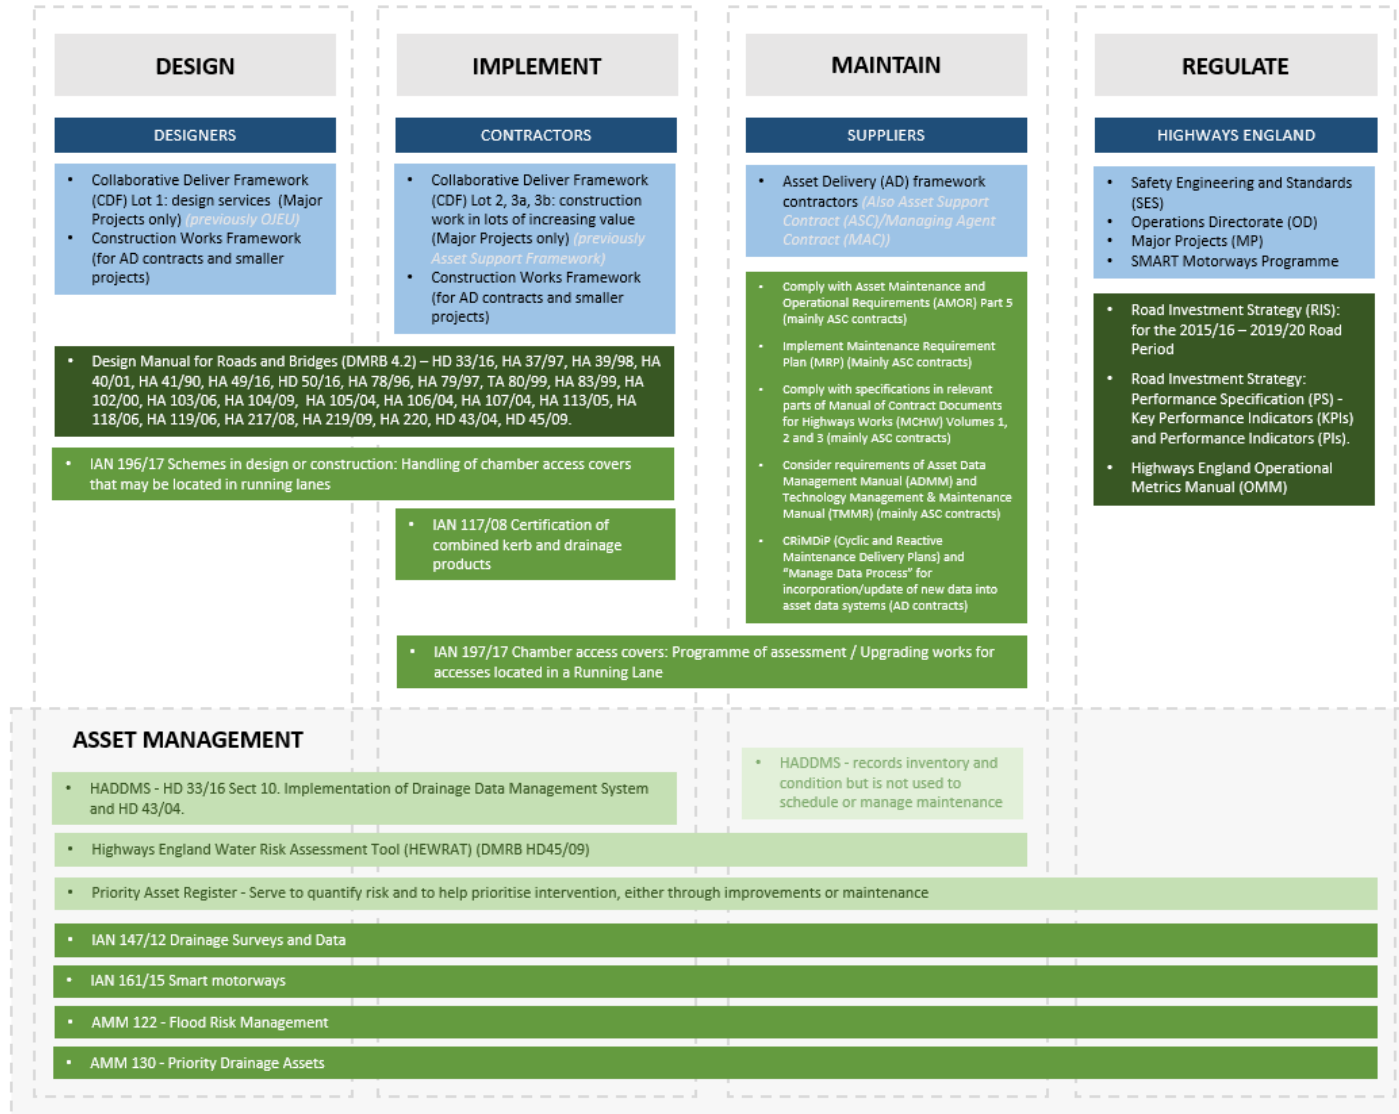 DESIGN
IMPLEMENT
MAINTAIN
REGULATE
DESIGNERS
CONTRACTORS
SUPPLIERS
HIGHWAYS ENGLAND
• Collaborative Deliver Framework
(CDF) Lot 1: design services (Major
Projects only) (previously OJEU)
• Construction Works Framework
(for AD contracts and smaller
projects)
• Collaborative Deliver Framework
(CDF) Lot 2, 3a, 3b: construction
work in lots of increasing value
(Major Projects only) (previously
Asset Support Framework)
• Construction Works Framework
(for AD contracts and smaller
projects)
• Asset Delivery (AD) framework
contractors (Also Asset Support
Contract (ASC)/Managing Agent
Contract (MAC))
• Safety Engineering and Standards
(SES)
• Operations Directorate (OD)
• Major Projects (MP)
• SMART Motorways Programme
• Design Manual for Roads and Bridges (DMRB 4.2) – HD 33/16, HA 37/97, HA 39/98, HA
40/01, HA 41/90, HA 49/16, HD 50/16, HA 78/96, HA 79/97, TA 80/99, HA 83/99, HA
102/00, HA 103/06, HA 104/09, HA 105/04, HA 106/04, HA 107/04, HA 113/05, HA
118/06, HA 119/06, HA 217/08, HA 219/09, HA 220, HD 43/04, HD 45/09.
• IAN 196/17 Schemes in design or construction: Handling of chamber access covers
that may be located in running lanes
• IAN 117/08 Certification of
combined kerb and drainage
products
• Comply with Asset Maintenance and
Operational Requirements (AMOR) Part 5
(mainly ASC contracts)
• Implement Maintenance Requirement
Plan (MRP) (Mainly ASC contracts)
• Comply with specifications in relevant
parts of Manual of Contract Documents
for Highways Works (MCHW) Volumes 1,
2 and 3 (mainly ASC contracts)
• Consider requirements of Asset Data
Management Manual (ADMM) and
Technology Management & Maintenance
Manual (TMMR) (mainly ASC contracts)
• CRiMDiP (Cyclic and Reactive
Maintenance Delivery Plans) and
“Manage Data Process” for
incorporation/update of new data into
asset data systems (AD contracts)
• Road Investment Strategy (RIS):
for the 2015/16 – 2019/20 Road
Period
• Road Investment Strategy:
Performance Specification (PS) -
Key Performance Indicators (KPIs)
and Performance Indicators (PIs).
• Highways England Operational
Metrics Manual (OMM)
• IAN 197/17 Chamber access covers: Programme of assessment / Upgrading works for
accesses located in a Running Lane
ASSET MANAGEMENT
• HADDMS - HD 33/16 Sect 10. Implementation of Drainage Data Management System
and HD 43/04.
• HADDMS - records inventory and
condition but is not used to
schedule or manage maintenance
• Highways England Water Risk Assessment Tool (HEWRAT) (DMRB HD45/09)
• Priority Asset Register - Serve to quantify risk and to help prioritise intervention, either through improvements or maintenance
• IAN 147/12 Drainage Surveys and Data
• IAN 161/15 Smart motorways
• AMM 122 - Flood Risk Management
• AMM 130 - Priority Drainage Assets